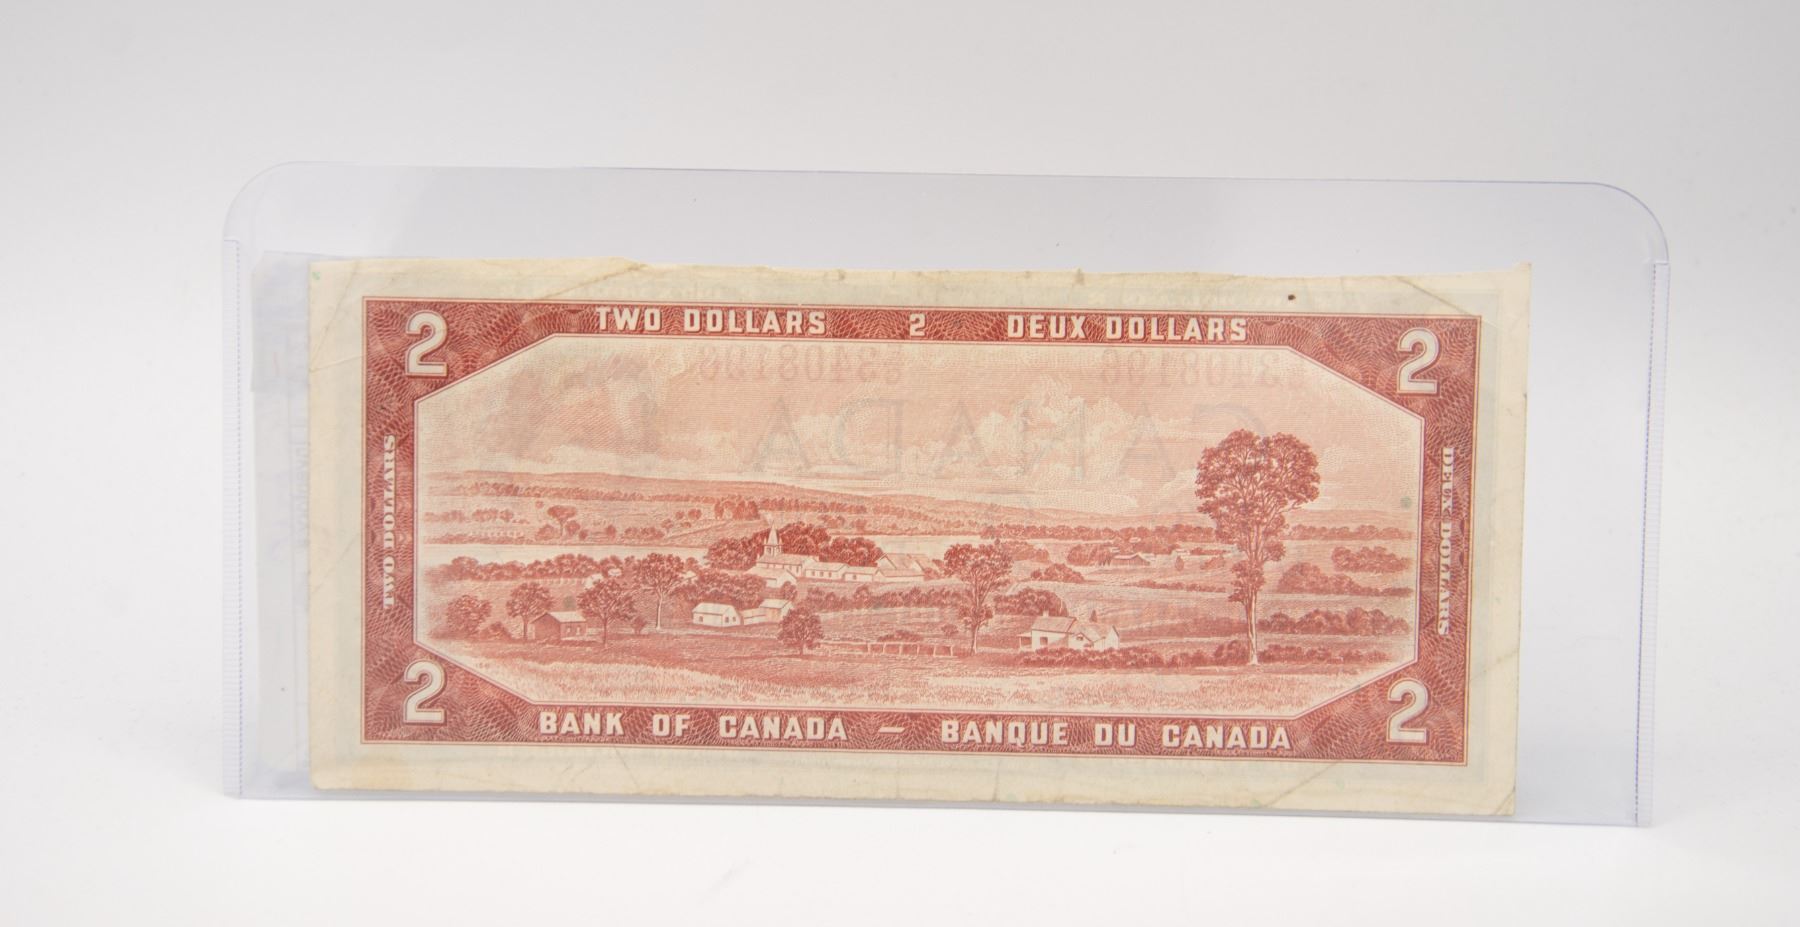 TWO DOLLARS 2 DEUX DOLLARS
2 2
TWO DOLLARS
DEUX DOLLARS
2 2
BANK OF CANADA — BANQUE DU CANADA
CANADA